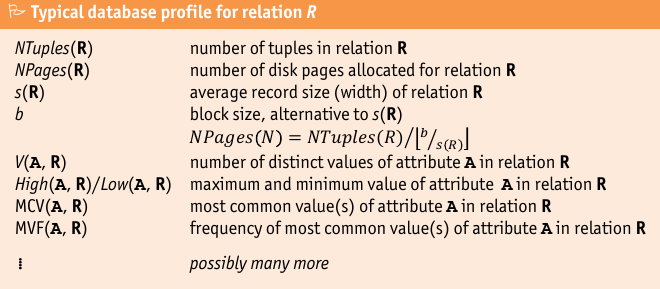 Typical database profile for relation R
NTuples(R) number of tuples in relation R
NPages(R) number of disk pages allocated for relation R
s(R) average record size (width) of relation R
b block size, alternative to s(R)
NPages(N) = NTuples(R)/⌊b/s(R)⌋
V(A, R) number of distinct values of attribute A in relation R
High(A, R)/Low(A, R) maximum and minimum value of attribute A in relation R
MCV(A, R) most common value(s) of attribute A in relation R
MVF(A, R) frequency of most common value(s) of attribute A in relation R
⋮ possibly many more